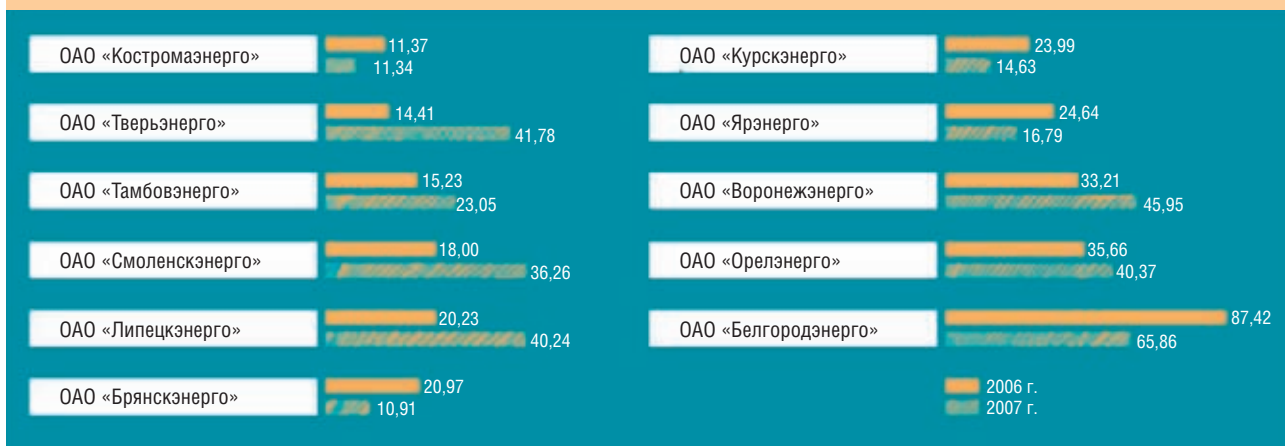 ОАО «Костромаэнерго»
11,37
11,34
ОАО «Тверьэнерго»
14,41
41,78
ОАО «Тамбовэнерго»
15,23
23,05
ОАО «Смоленскэнерго»
18,00
36,26
ОАО «Липецкэнерго»
20,23
40,24
ОАО «Брянскэнерго»
20,97
10,91
ОАО «Курскэнерго»
23,99
14,63
ОАО «Ярэнерго»
24,64
16,79
ОАО «Воронежэнерго»
33,21
45,95
ОАО «Орелэнерго»
35,66
40,37
ОАО «Белгородэнерго»
87,42
65,86
2006 г.
2007 г.